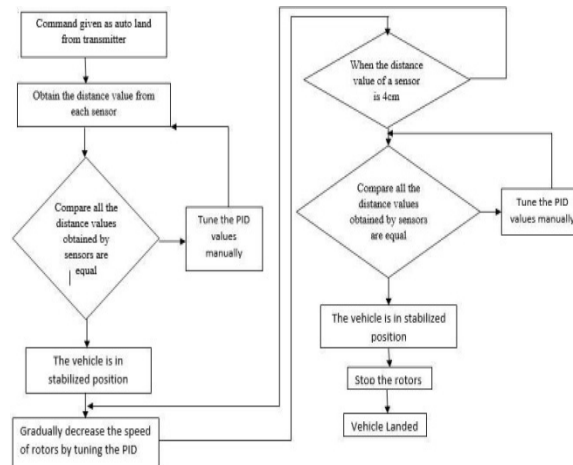 Command given as auto land
from transmitter
Obtain the distance value from
each sensor
Compare all the
distance values
obtained by
sensors are
equal
Tune the PID
values manually
The vehicle is in
stabilized position
Gradually decrease the speed
of rotors by tuning the PID
When the distance
value of a sensor
is 4cm
Compare all the
distance values
obtained by sensors
are equal
Tune the PID
values manually
The vehicle is in stabilized
position
Stop the rotors
Vehicle Landed